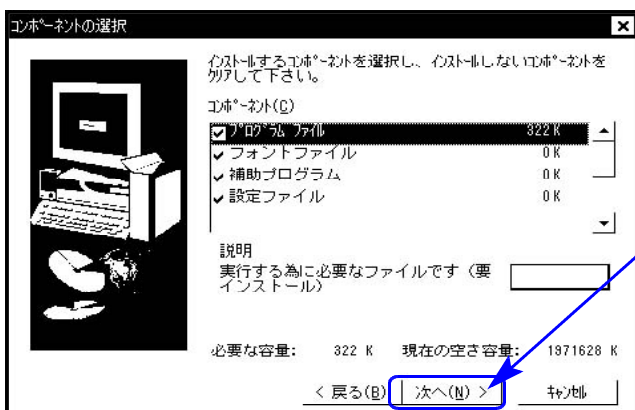 コンポーネントの選択
インストールするコンポーネントを選択し、インストールしないコンポーネントを
クリアして下さい。
コンポーネント(C)
プログラム ファイル 322 K
フォントファイル 0 K
補助プログラム 0 K
設定ファイル 0 K
説明
実行する為に必要なファイルです（要
インストール）
必要な容量: 322 K 現在の空き容量: 1971628 K
< 戻る(B) 次へ(N) > キャンセル